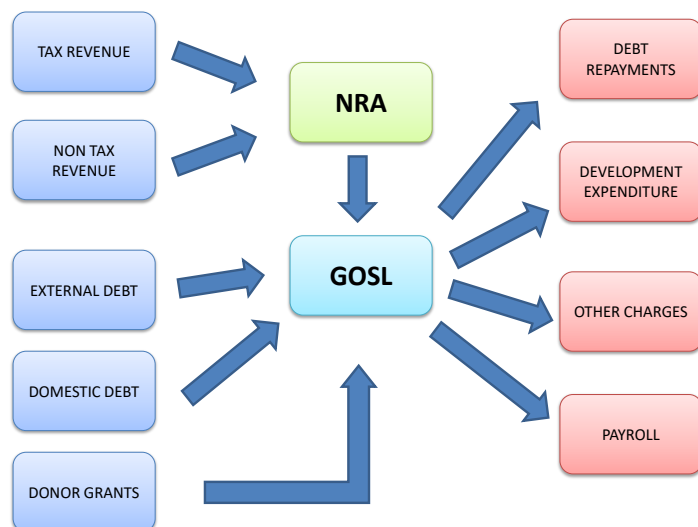 TAX REVENUE
NON TAX
REVENUE
EXTERNAL DEBT
DOMESTIC DEBT
DONOR GRANTS
NRA
GOSL
DEBT
REPAYMENTS
DEVELOPMENT
EXPENDITURE
OTHER CHARGES
PAYROLL